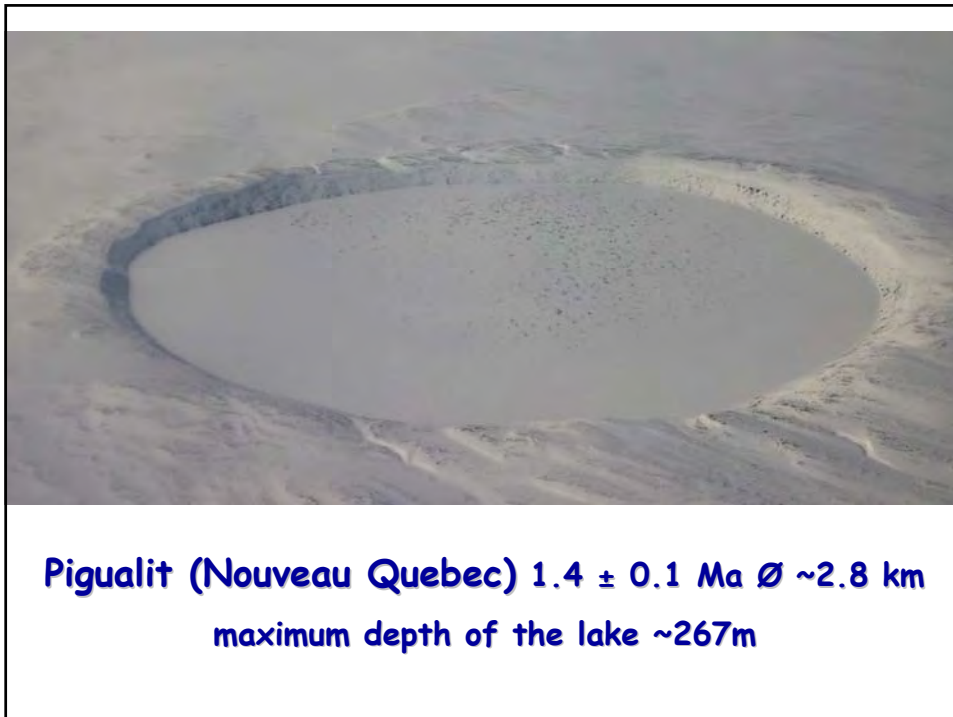 Pigualit (Nouveau Quebec) 1.4 ± 0.1 Ma Ø ~2.8 km
maximum depth of the lake ~267m